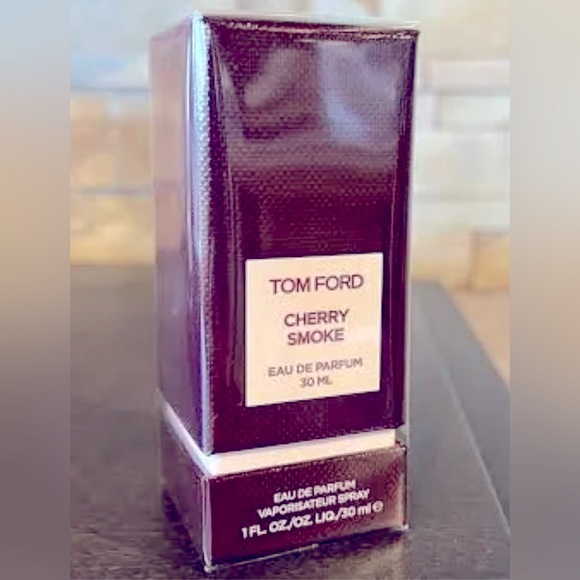 TOM FORD
CHERRY
SMOKE
EAU DE PARFUM
30 ML
EAU DE PARFUM
VAPORISATEUR SPRAY
1 FL. OZ./OZ. LIQ./30 ml ℮